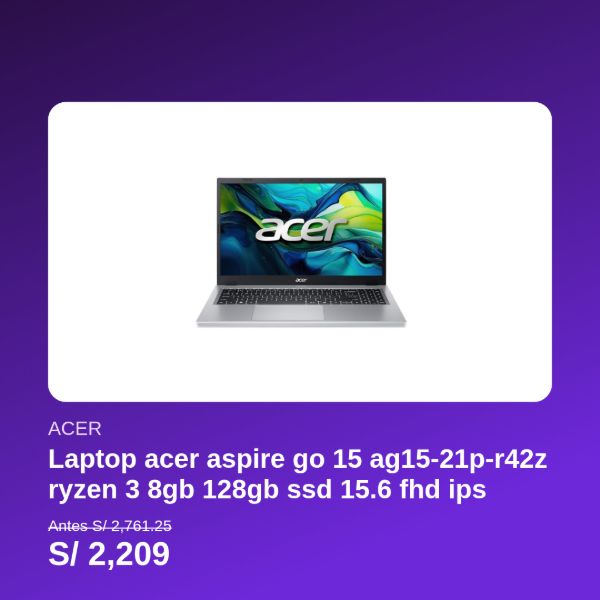 acer
acer
ACER
Laptop acer aspire go 15 ag15-21p-r42z
ryzen 3 8gb 128gb ssd 15.6 fhd ips
Antes S/ 2,761.25
S/ 2,209